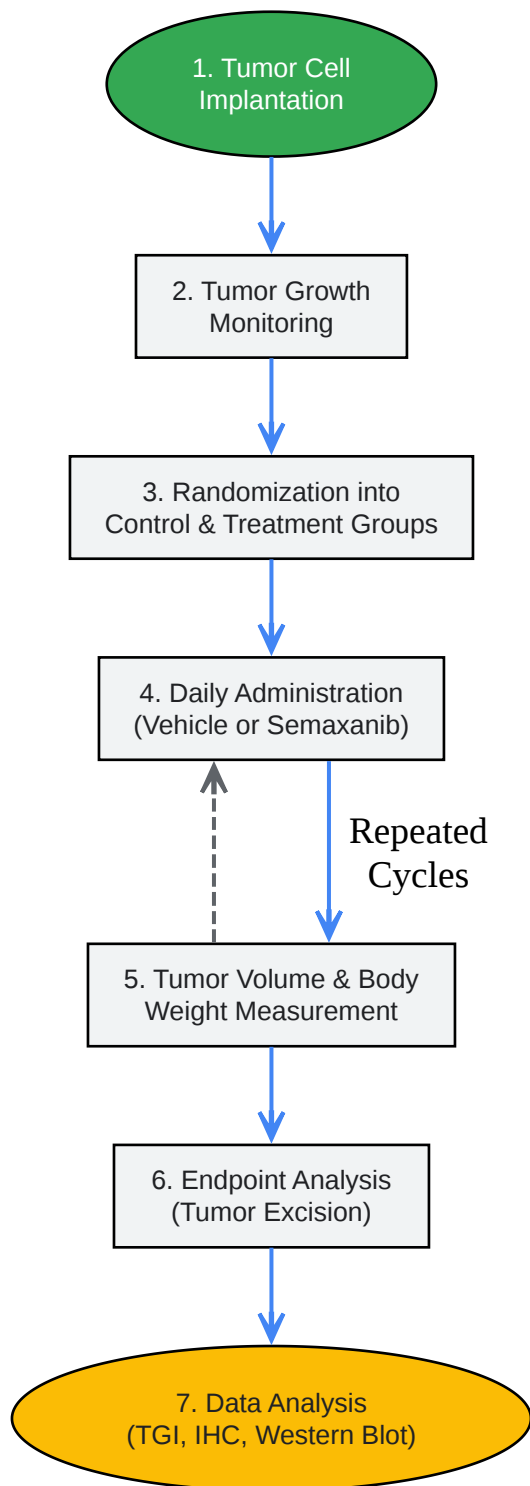 1. Tumor Cell
Implantation
2. Tumor Growth
Monitoring
3. Randomization into
Control & Treatment Groups
4. Daily Administration
(Vehicle or Semaxanib)
Repeated
Cycles
5. Tumor Volume & Body
Weight Measurement
6. Endpoint Analysis
(Tumor Excision)
7. Data Analysis
(TGI, IHC, Western Blot)